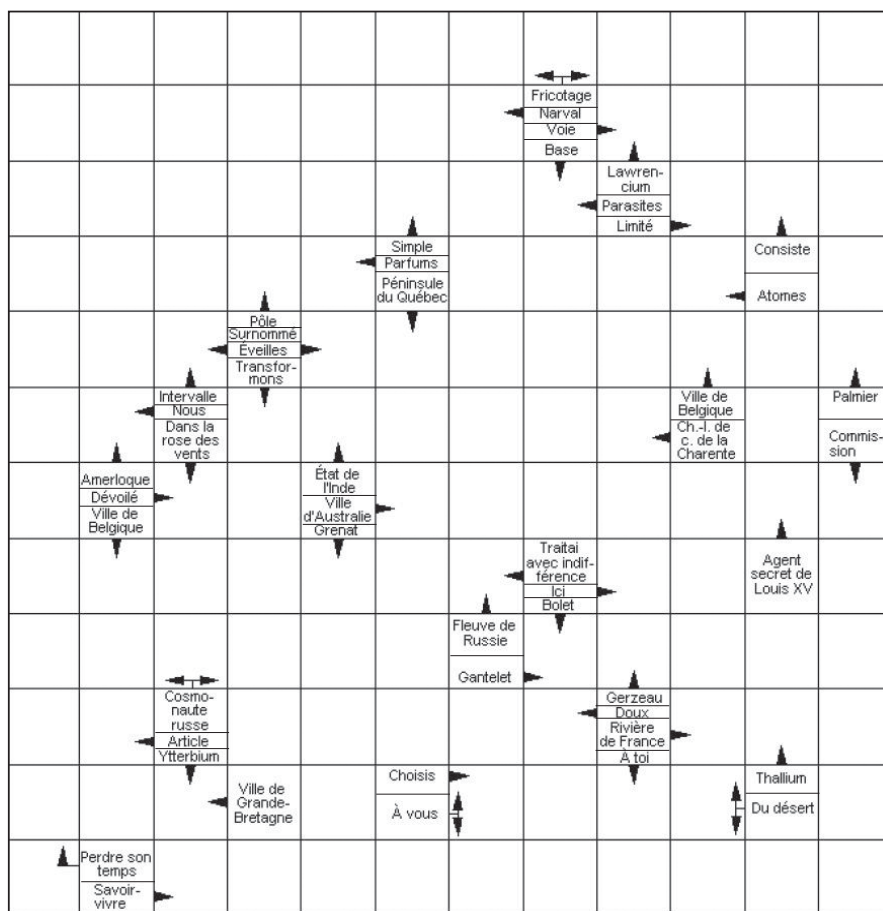 Fricotage
Narval
Voie
Base
Lawren-
cium
Parasites
Limité
Simple
Parfums
Péninsule
du Québec
Consiste
Atomes
Pôle
Surnommé
Éveilles
Transfor-
mons
Intervalle
Nous
Dans la
rose des
vents
Ville de
Belgique
Ch.-l. de
c. de la
Charente
Palmier
Commis-
sion
Amerloque
Dévoilé
Ville de
Belgique
État de
l'Inde
Ville
d'Australie
Grenat
Traitai
avec indif-
férence
Ici
Bolet
Agent
secret de
Louis XV
Fleuve de
Russie
Gantelet
Cosmo-
naute
russe
Article
Ytterbium
Gerzeau
Doux
Rivière
de France
À toi
Ville de
Grande-
Bretagne
Choisis
À vous
Thallium
Du désert
Perdre son
temps
Savoir-
vivre